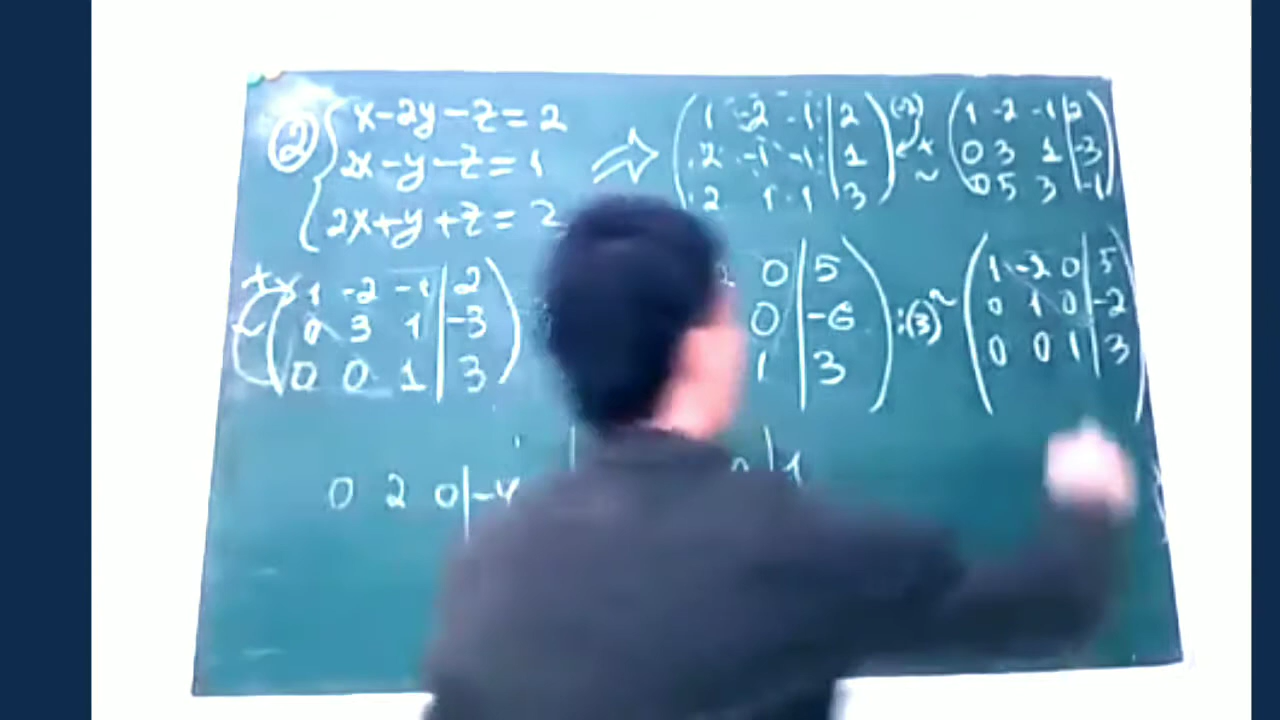 ② x-2y-z=2
2x-y-z=1
2x+y+z=
⇒
1 -2 -1 | 2
2 -1 -1 | 1
2 1 1 | 3
(-2)
+
~
1 -2 -1 | 2
0 3 1 | -3
0 5 3 | -1
+
~
1 -2 -1 | 2
0 3 1 | -3
0 0 1 | 3
0 | 5
0 | -6
1 | 3
:(3) ~
1 -2 0 | 5
0 1 0 | -2
0 0 1 | 3
0 2 0 | -4
0 | 1